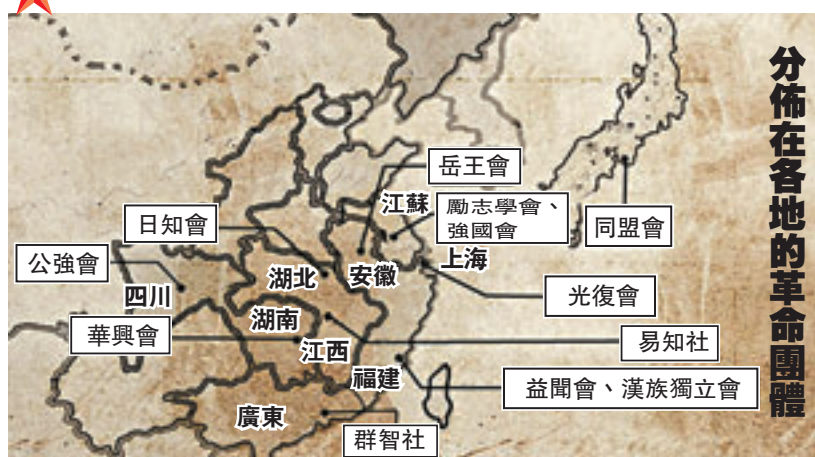 分佈在各地的革命團體
岳王會
江蘇
勵志學會、
強國會
同盟會
日知會
公強會
四川
湖北
安徽
上海
光復會
湖南
華興會
江西
易知社
福建
益聞會、漢族獨立會
廣東
群智社